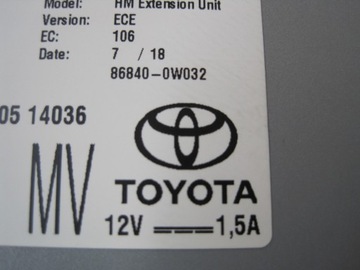 Model: HM Extension Unit
Version: ECE
EC: 106
Date: 7 / 18
86840-0W032
05 14036
MV
TOYOTA
12V 1,5A